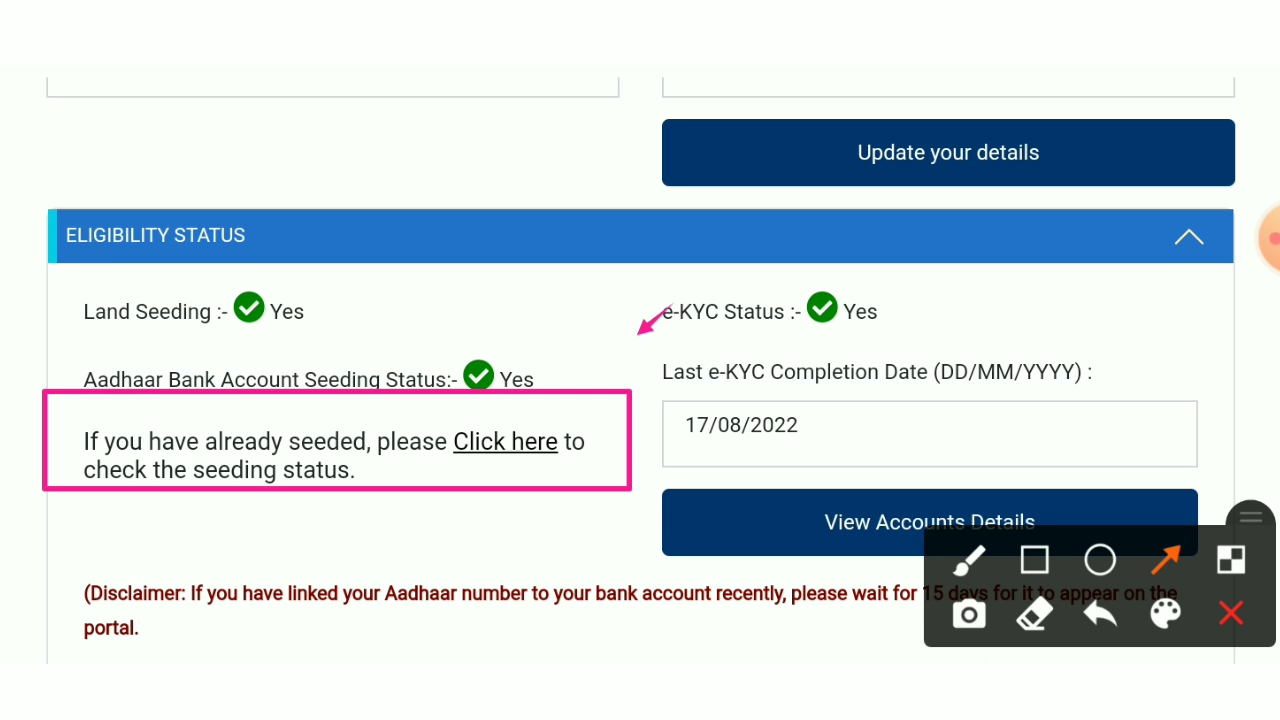 Update your details
ELIGIBILITY STATUS
Land Seeding :- Yes
e-KYC Status :- Yes
Aadhaar Bank Account Seeding Status:- Yes
Last e-KYC Completion Date (DD/MM/YYYY) :
17/08/2022
If you have already seeded, please Click here to
check the seeding status.
View Accounts Details
(Disclaimer: If you have linked your Aadhaar number to your bank account recently, please wait for 15 days for it to appear on the
portal.